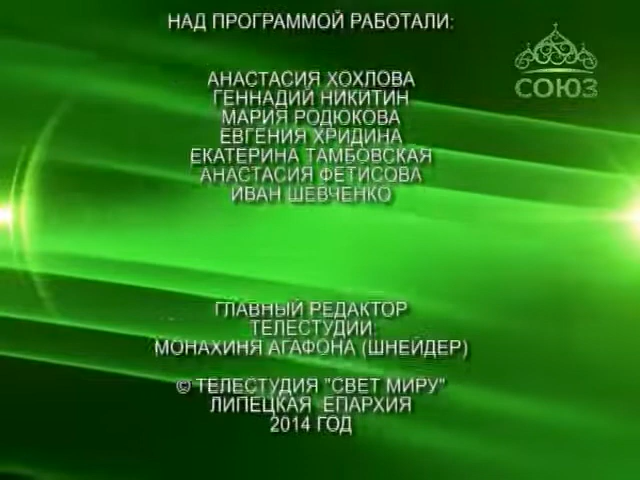 НАД ПРОГРАММОЙ РАБОТАЛИ:
СОЮЗ
АНАСТАСИЯ ХОХЛОВА
ГЕННАДИЙ НИКИТИН
МАРИЯ РОДЮКОВА
ЕВГЕНИЯ ХРИДИНА
ЕКАТЕРИНА ТАМБОВСКАЯ
АНАСТАСИЯ ФЕТИСОВА
ИВАН ШЕВЧЕНКО
ГЛАВНЫЙ РЕДАКТОР
ТЕЛЕСТУДИИ:
МОНАХИНЯ АГАФОНА (ШНЕЙДЕР)
© ТЕЛЕСТУДИЯ "СВЕТ МИРУ"
ЛИПЕЦКАЯ ЕПАРХИЯ
2014 ГОД